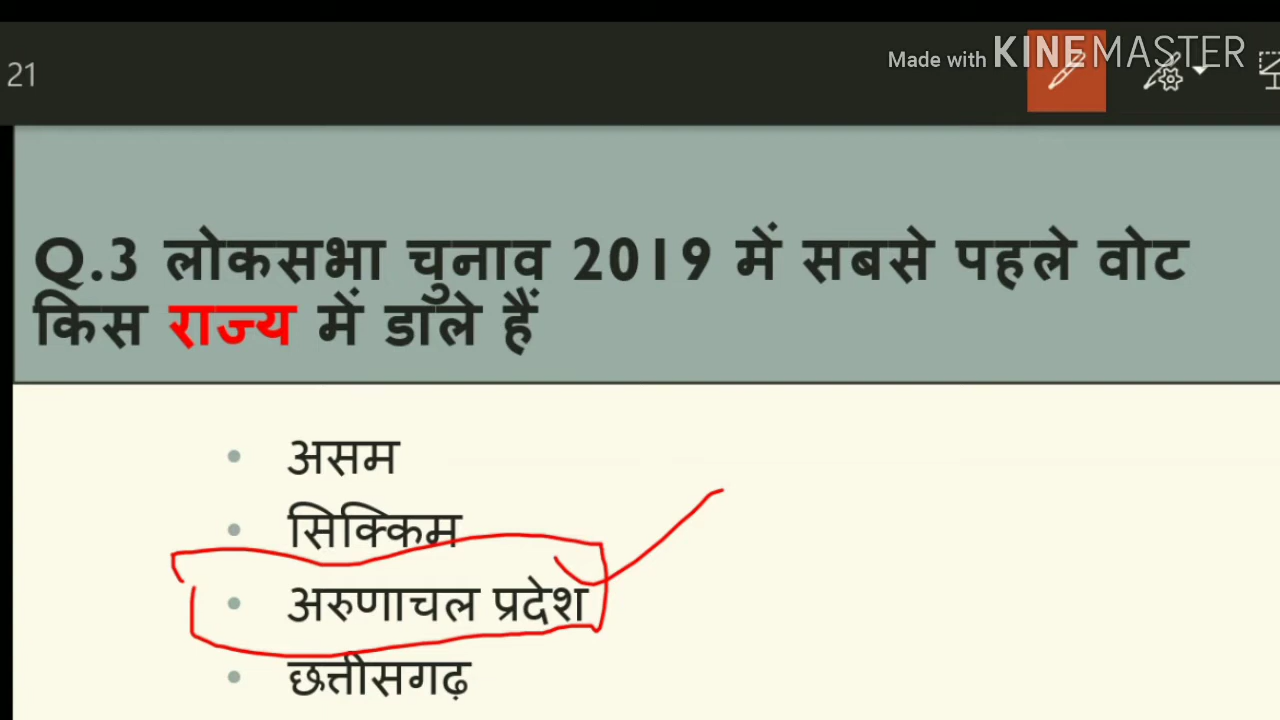 Made with KINEMASTER
21
Q.3 लोकसभा चुनाव 2019 में सबसे पहले वोट
किस राज्य में डाले हैं
• असम
• सिक्किम
• अरुणाचल प्रदेश
• छत्तीसगढ़